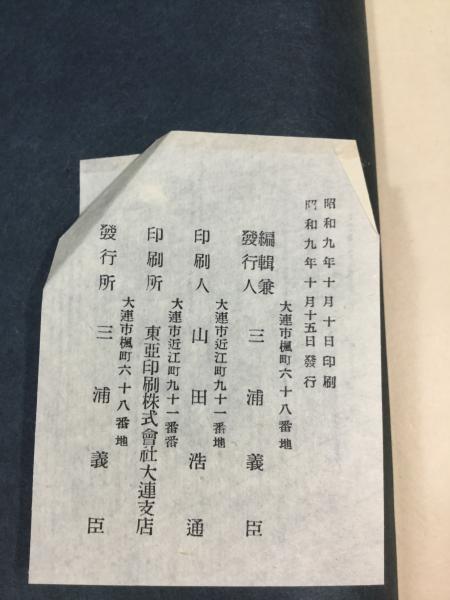 昭和九年十月十日印刷
昭和九年十月十五日發行
大連市楓町六十八番地
編輯兼
發行人 三浦義臣
大連市近江町九十一番地
印刷人 山田浩通
大連市近江町九十一番番
印刷所 東亞印刷株式會社大連支店
大連市楓町六十八番地
發行所 三浦義臣